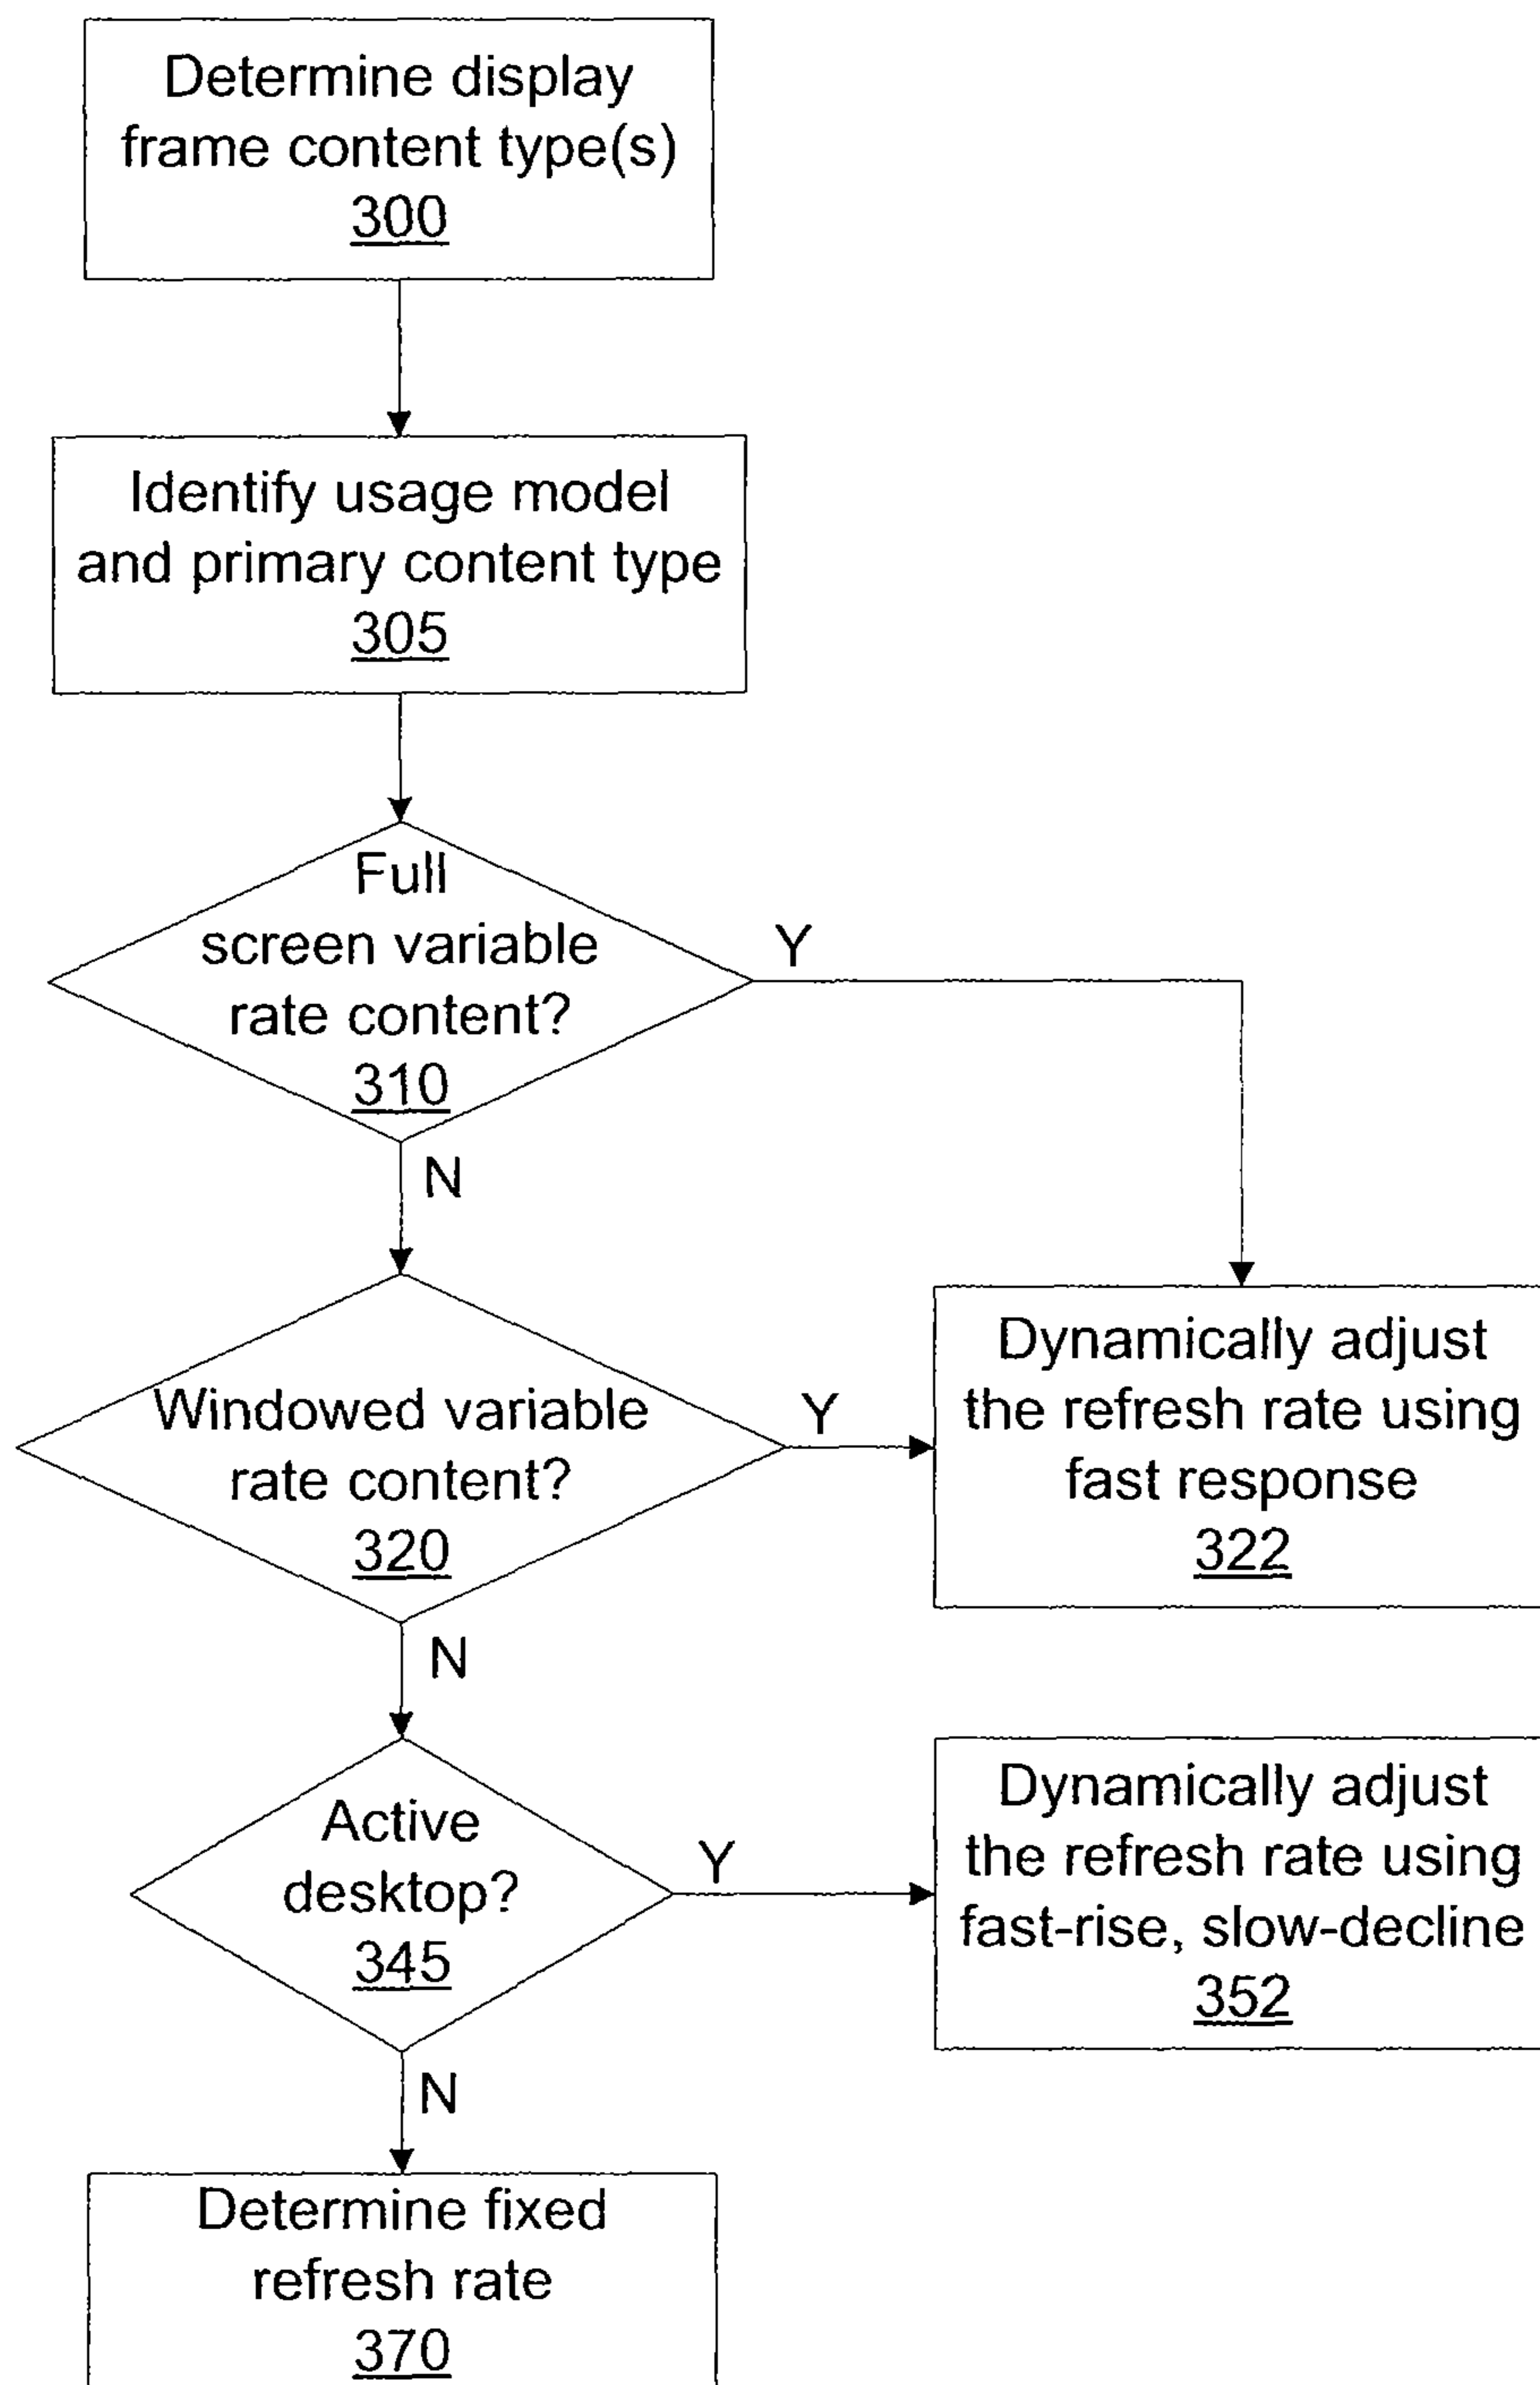 Determine display
frame content type(s)
300
Identify usage model
and primary content type
305
Full
screen variable
rate content?
310
Y
N
Windowed variable
rate content?
320
Y
Dynamically adjust
the refresh rate using
fast response
322
N
Active
desktop?
345
Y
Dynamically adjust
the refresh rate using
fast-rise, slow-decline
352
N
Determine fixed
refresh rate
370